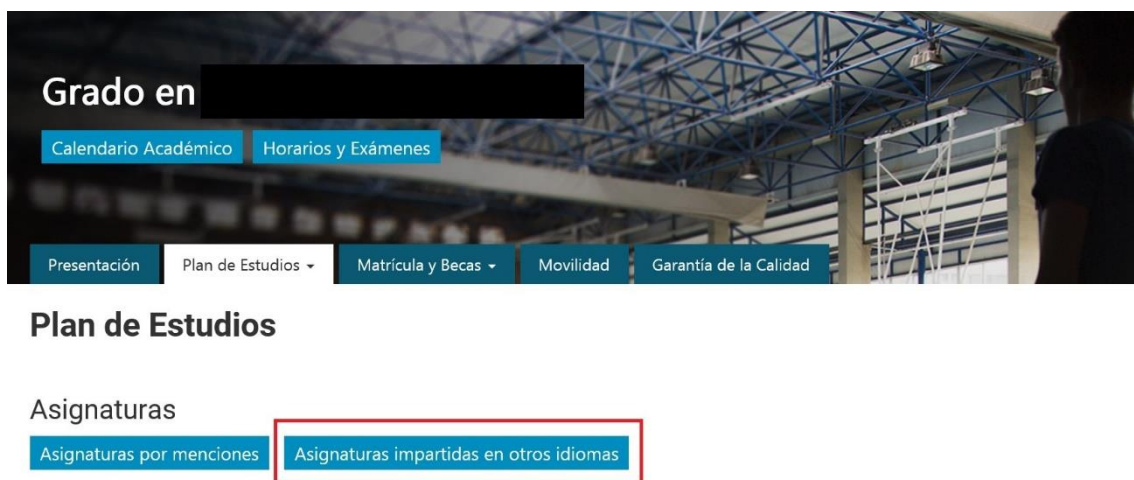 Grado en
Calendario Académico Horarios y Exámenes
Presentación Plan de Estudios Matrícula y Becas Movilidad Garantía de la Calidad
Plan de Estudios
Asignaturas
Asignaturas por menciones Asignaturas impartidas en otros idiomas